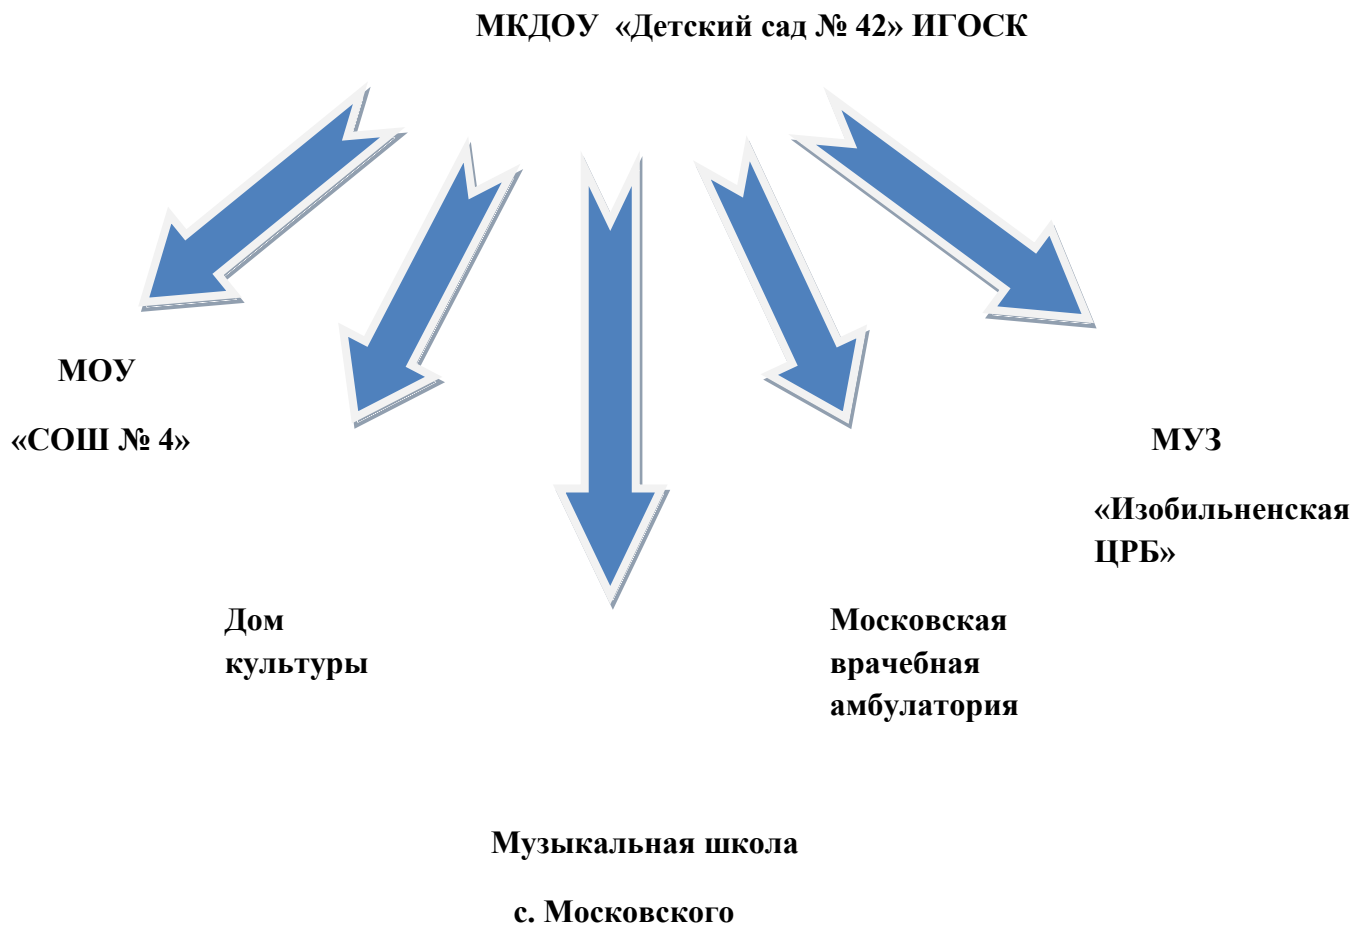 МКДОУ «Детский сад № 42» ИГОСК
МОУ
«СОШ № 4»
МУЗ
«Изобильненская
ЦРБ»
Дом
культуры
Московская
врачебная
амбулатория
Музыкальная школа
с. Московского